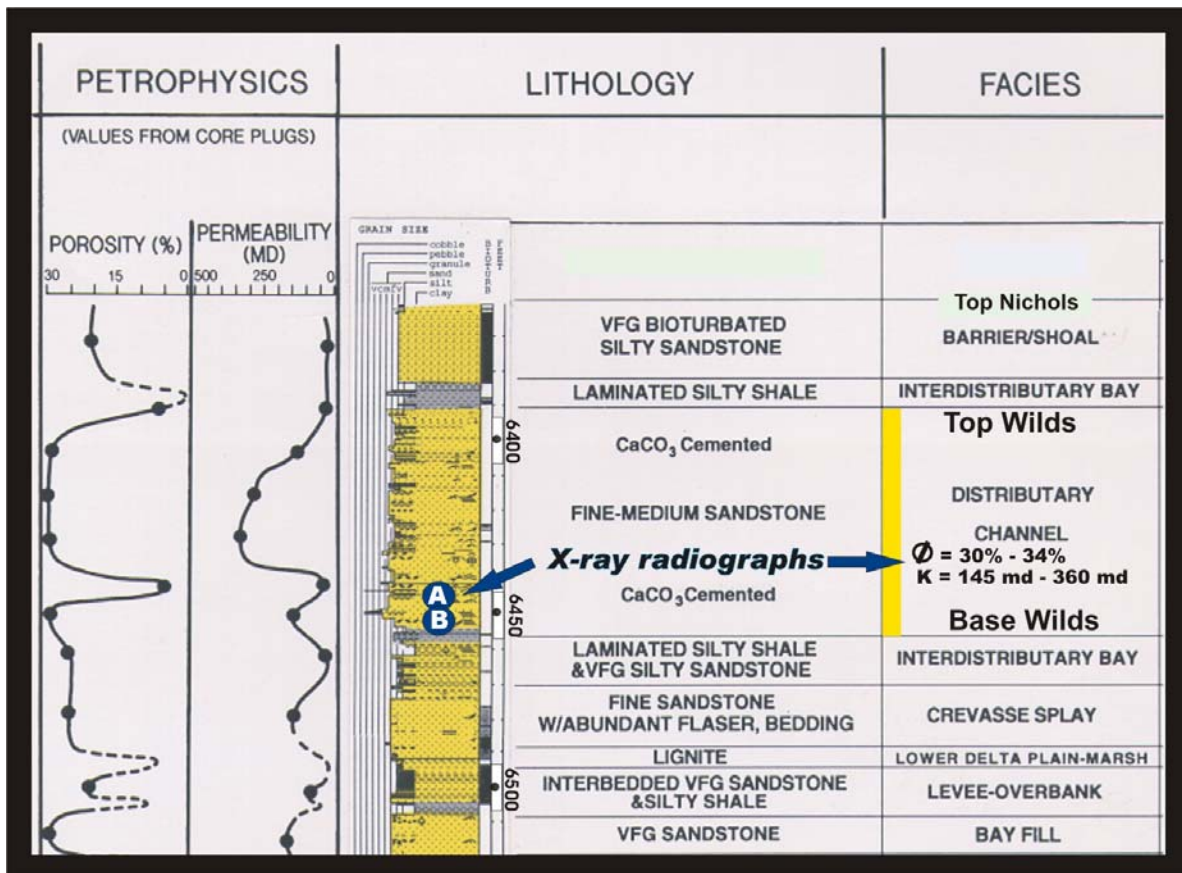 PETROPHYSICS
LITHOLOGY
FACIES
(VALUES FROM CORE PLUGS)
POROSITY (%)
PERMEABILITY
(MD)
30 15 0
500 250 0
GRAIN SIZE
cobble
pebble
granule
sand
silt
clay
vcmfv
BIOTURB
FEET
6400
6450
6500
Top Nichols
VFG BIOTURBATED
SILTY SANDSTONE
BARRIER/SHOAL
LAMINATED SILTY SHALE
INTERDISTRIBUTARY BAY
Top Wilds
CaCO3 Cemented
DISTRIBUTARY
FINE-MEDIUM SANDSTONE
CHANNEL
X-ray radiographs
Ø = 30% - 34%
K = 145 md - 360 md
A
B
CaCO3Cemented
Base Wilds
LAMINATED SILTY SHALE
&VFG SILTY SANDSTONE
INTERDISTRIBUTARY BAY
FINE SANDSTONE
W/ABUNDANT FLASER, BEDDING
CREVASSE SPLAY
LIGNITE
LOWER DELTA PLAIN-MARSH
INTERBEDDED VFG SANDSTONE
&SILTY SHALE
LEVEE-OVERBANK
VFG SANDSTONE
BAY FILL